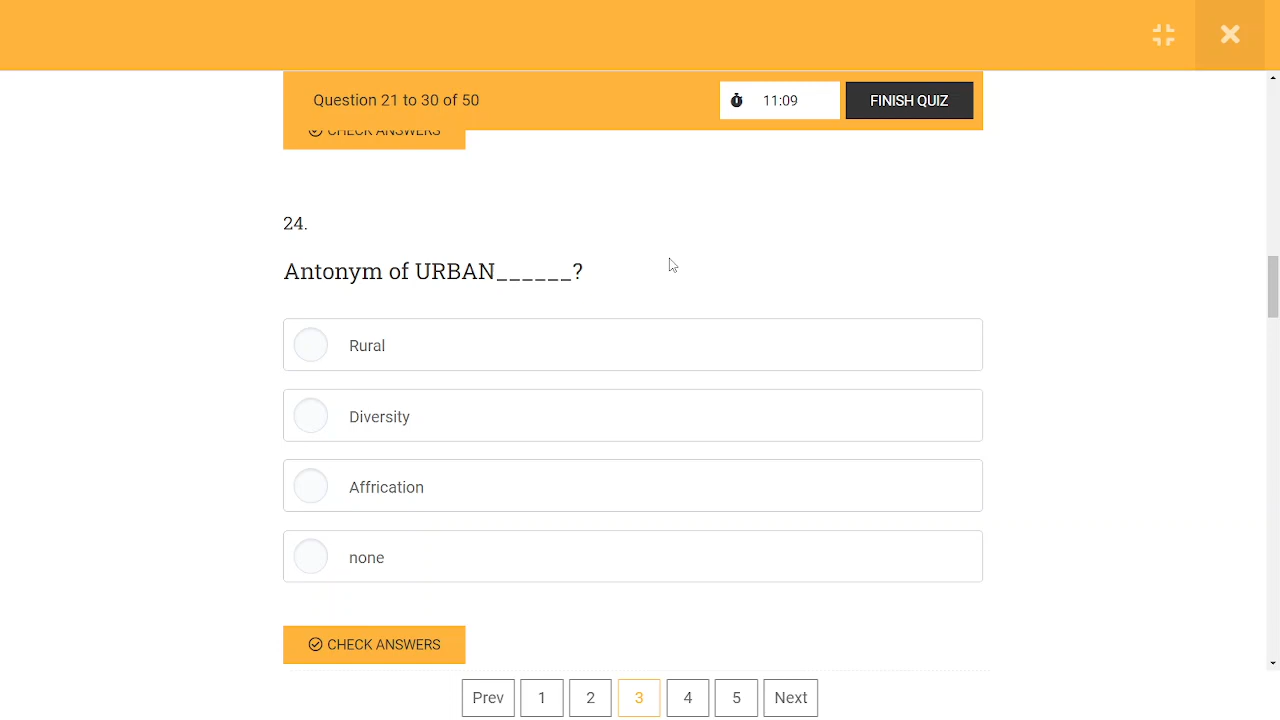 Question 21 to 30 of 50
11:09
FINISH QUIZ
CHECK ANSWERS
24.
Antonym of URBAN______?
Rural
Diversity
Affrication
none
CHECK ANSWERS
Prev 1 2 3 4 5 Next